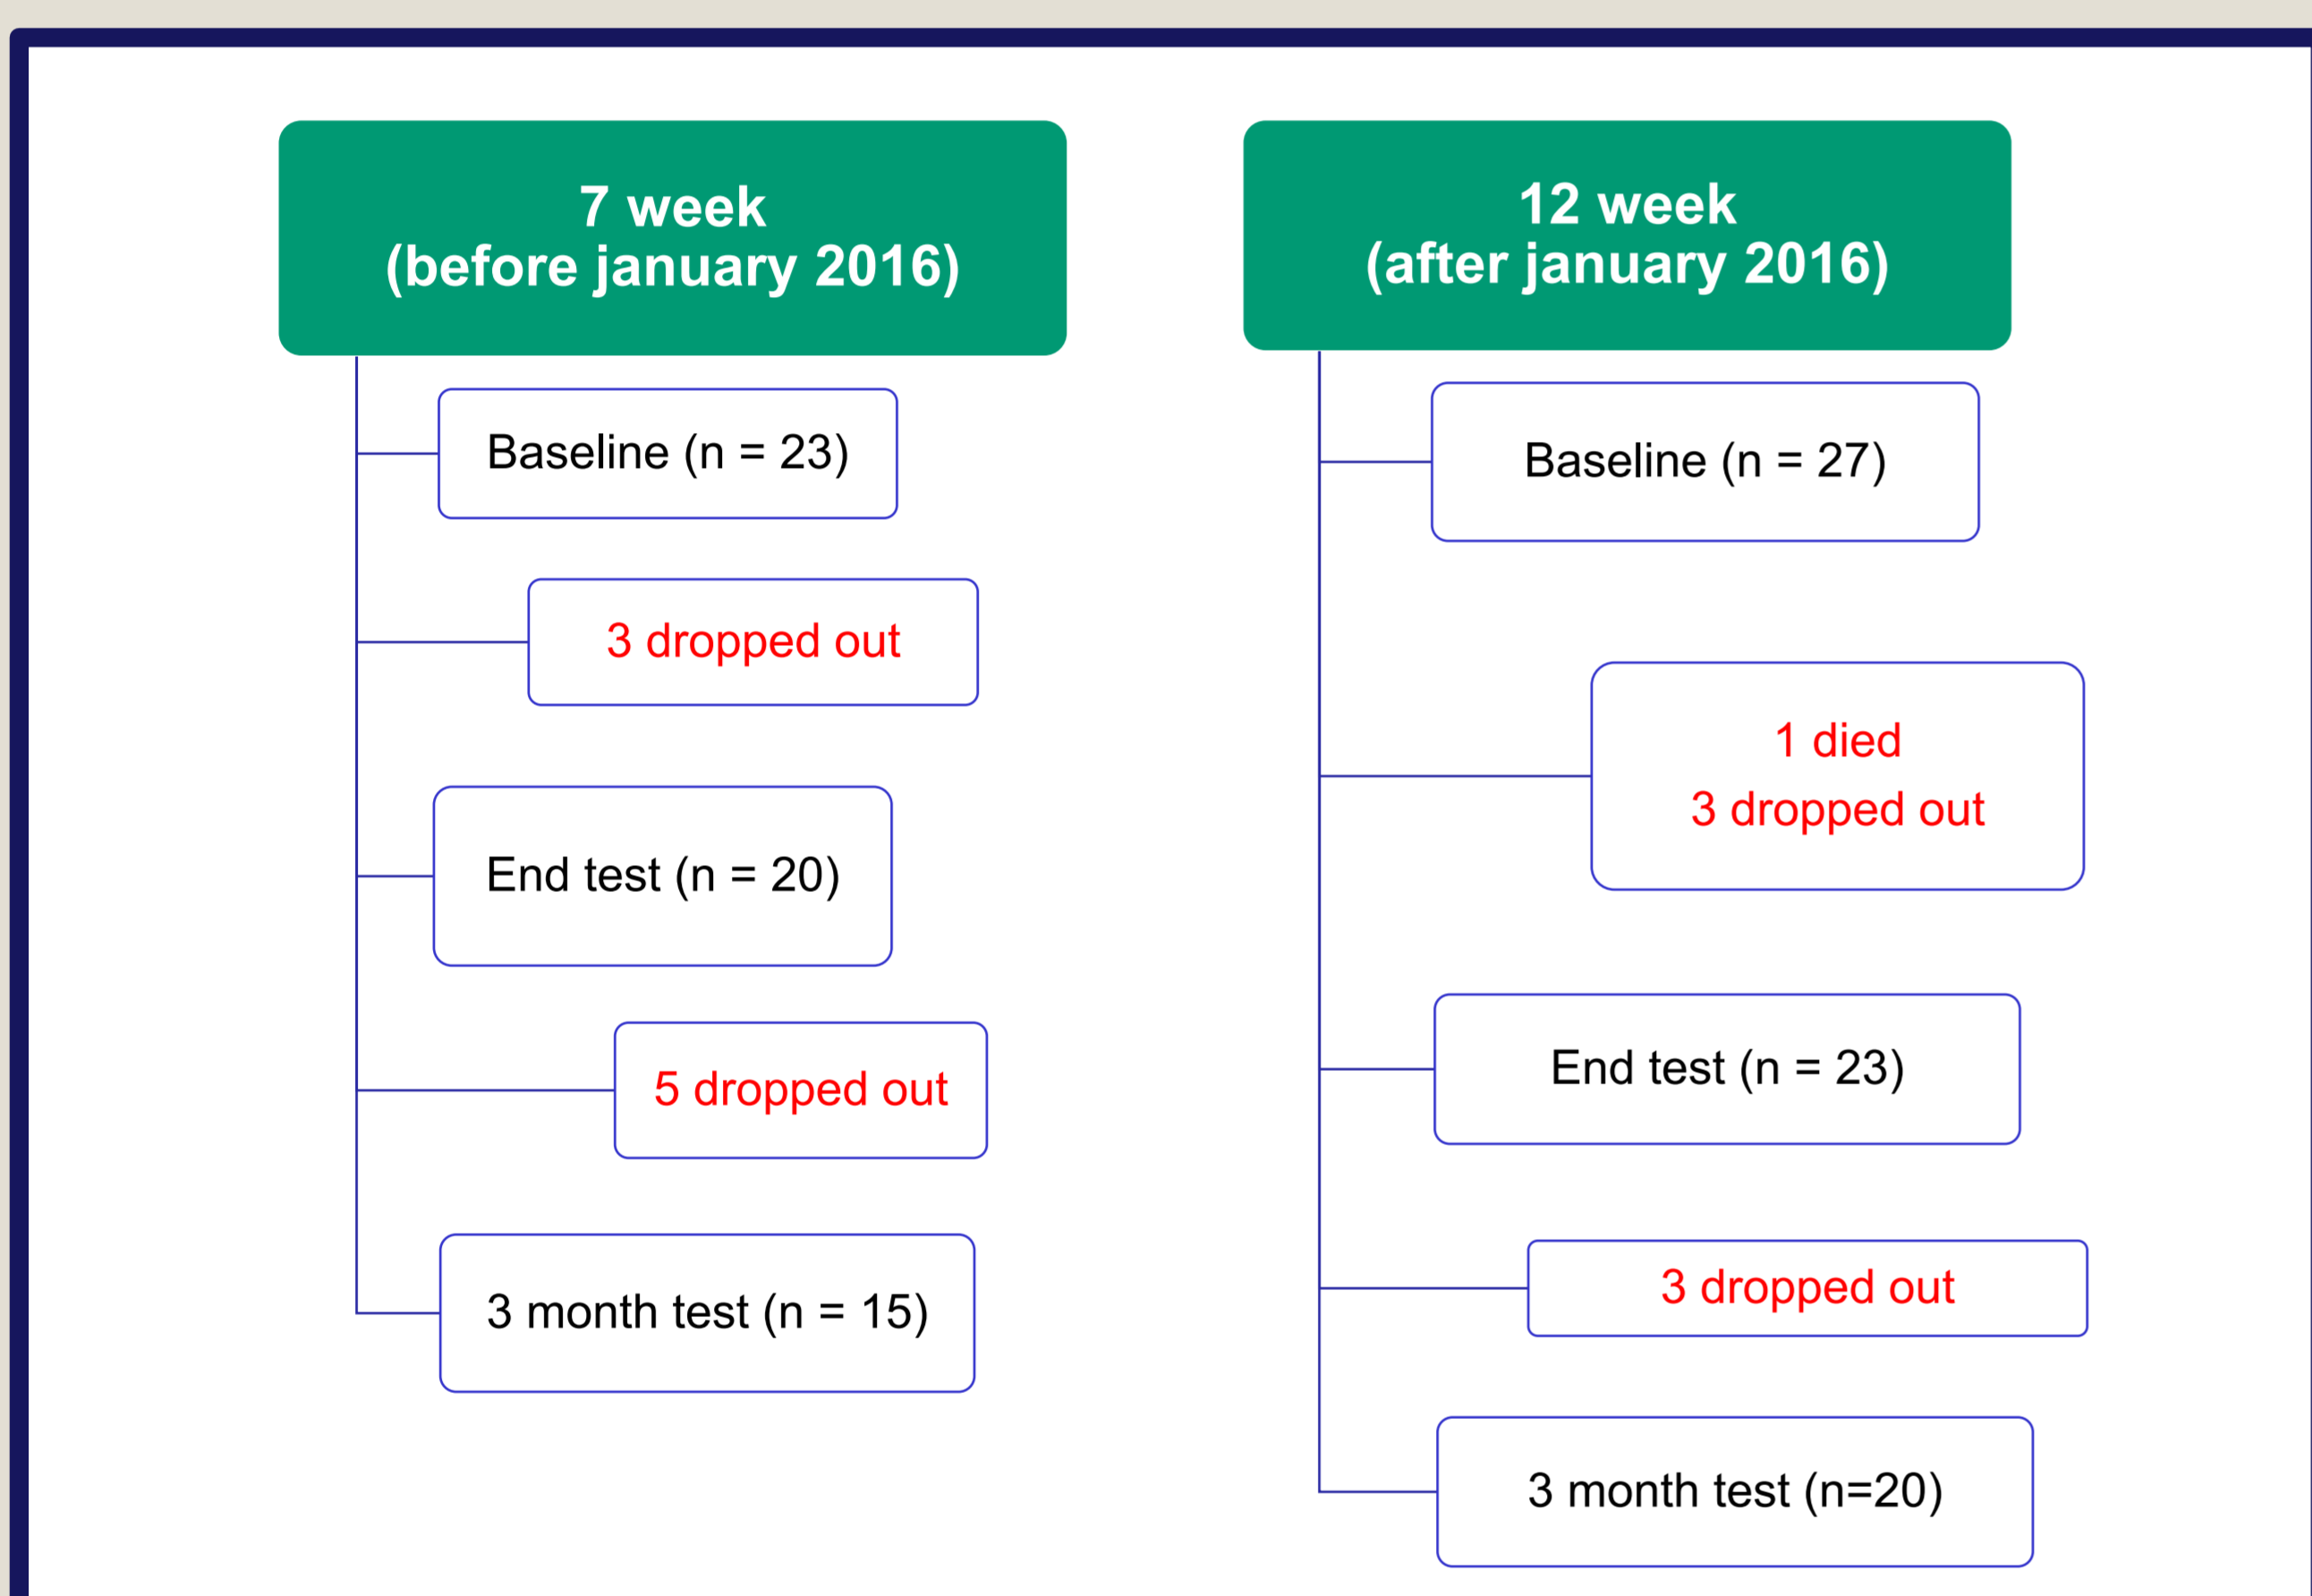 7 week
(before january 2016)
Baseline (n = 23)
3 dropped out
End test (n = 20)
5 dropped out
3 month test (n = 15)
12 week
(after january 2016)
Baseline (n = 27)
1 died
3 dropped out
End test (n = 23)
3 dropped out
3 month test (n=20)